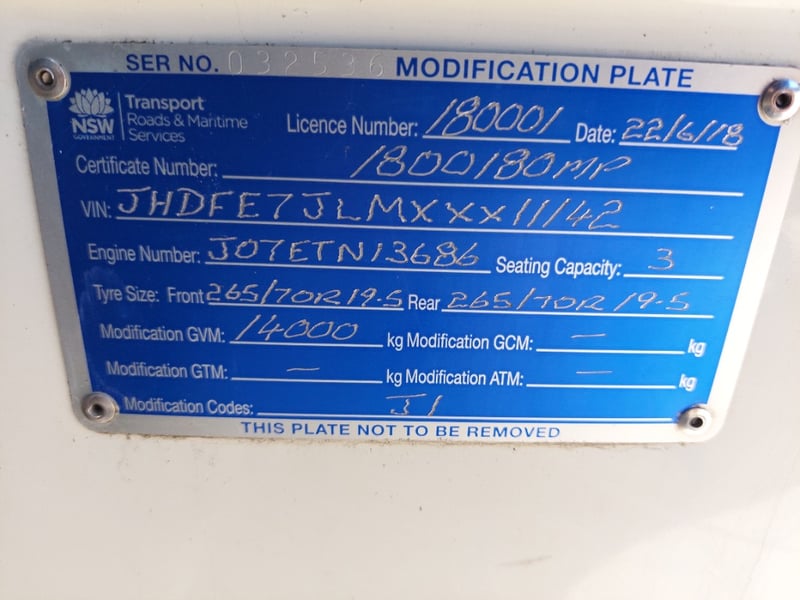 SER NO. 032536 MODIFICATION PLATE
NSW GOVERNMENT
Transport
Roads & Maritime
Services
Licence Number: 180001 Date: 22/6/18
Certificate Number: 1800180MP
VIN: JHDFE7JLMXXX11142
Engine Number: J07ETN13686 Seating Capacity: 3
Tyre Size: Front 265/70R19.5 Rear 265/70R19.5
Modification GVM: 14000 kg Modification GCM: — kg
Modification GTM: — kg Modification ATM: — kg
Modification Codes: J1
THIS PLATE NOT TO BE REMOVED